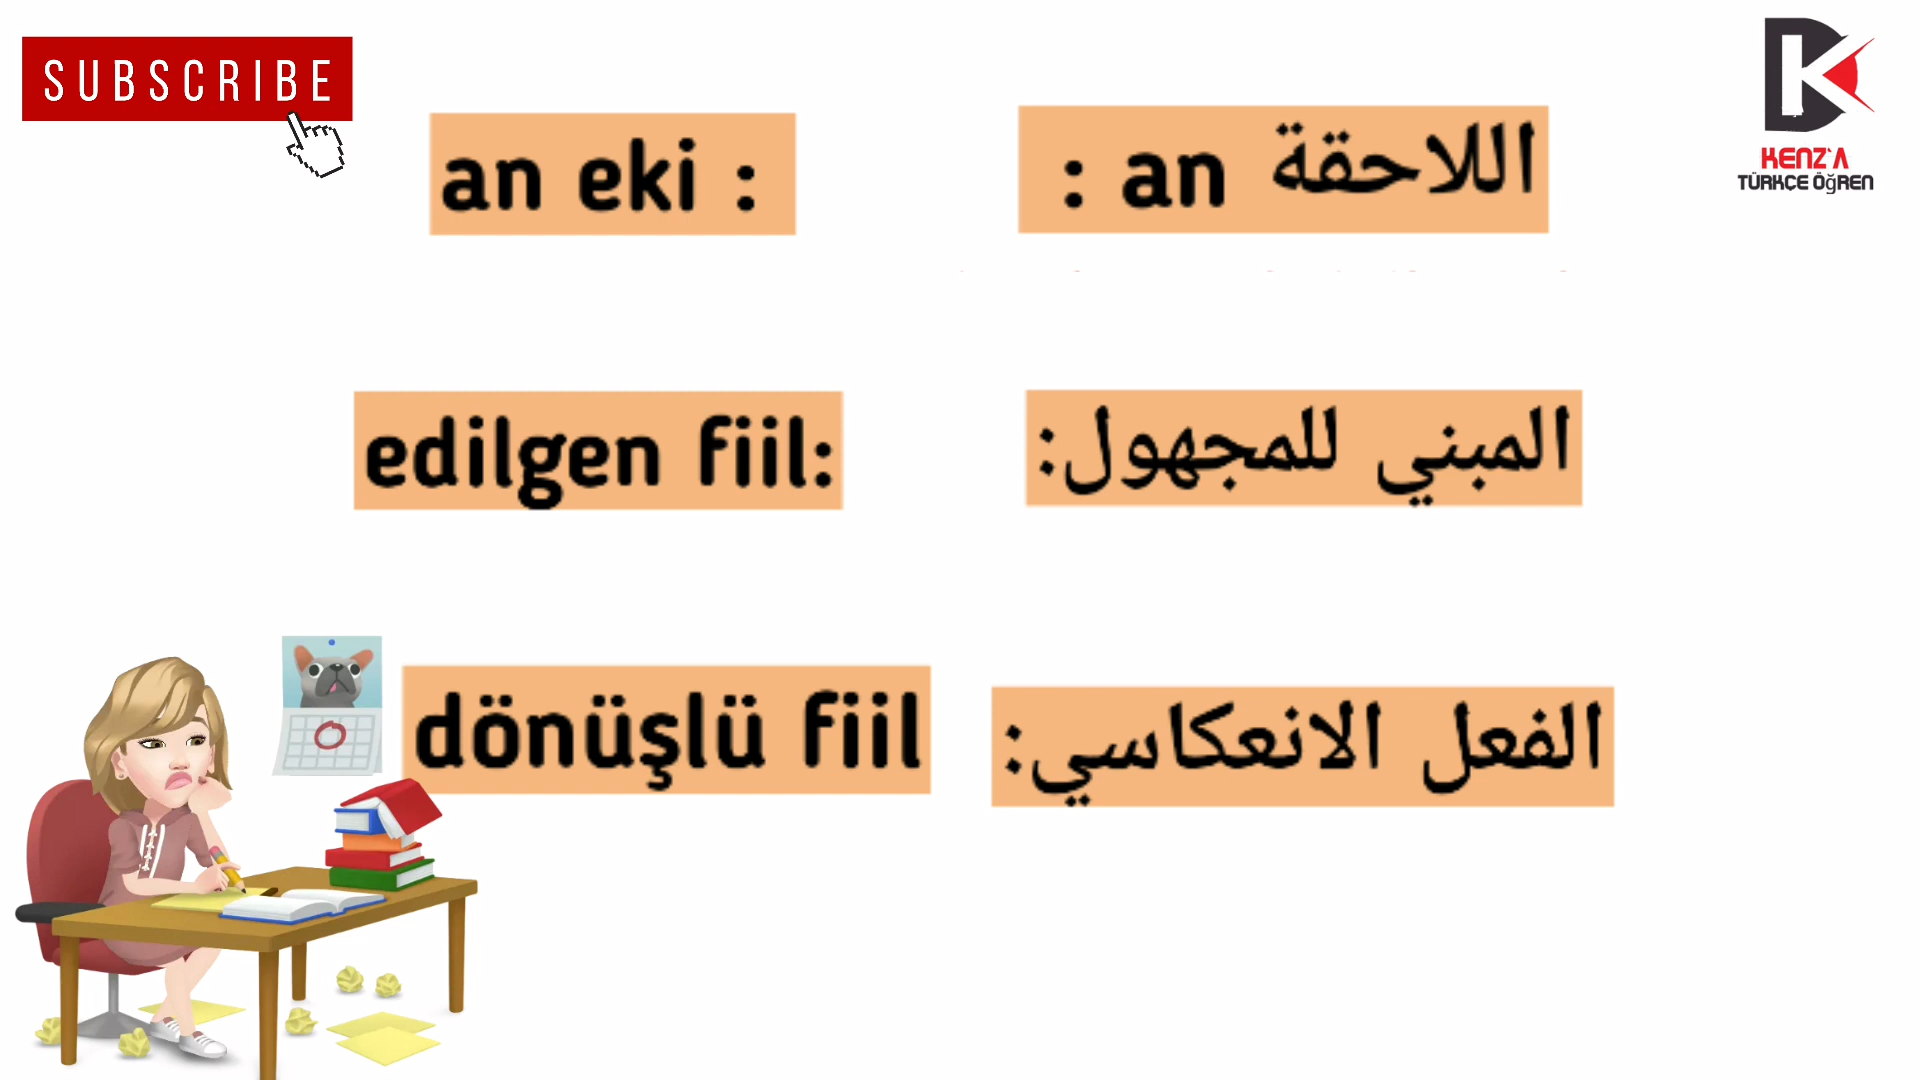 SUBSCRIBE
KENZ'A
TÜRKÇE ÖğREN
an eki :
اللاحقة an :
edilgen fiil:
المبني للمجهول:
dönüşlü fiil
الفعل الانعكاسي: